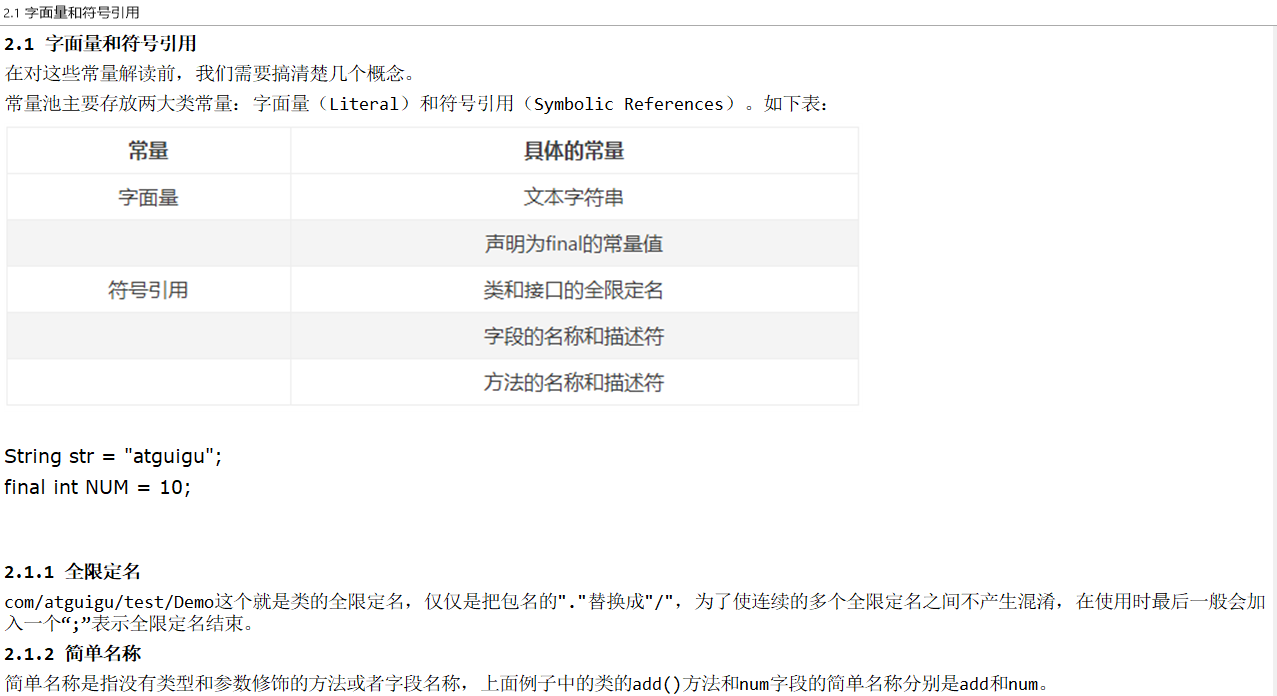 2.1 字面量和符号引用
2.1 字面量和符号引用
在对这些常量解读前，我们需要搞清楚几个概念。
常量池主要存放两大类常量：字面量（Literal）和符号引用（Symbolic References）。如下表：
常量 具体的常量
字面量 文本字符串
声明为final的常量值
符号引用 类和接口的全限定名
字段的名称和描述符
方法的名称和描述符
String str = "atguigu";
final int NUM = 10;
2.1.1 全限定名
com/atguigu/test/Demo这个就是类的全限定名，仅仅是把包名的"."替换成"/"，为了使连续的多个全限定名之间不产生混淆，在使用时最后一般会加
入一个“;”表示全限定名结束。
2.1.2 简单名称
简单名称是指没有类型和参数修饰的方法或者字段名称，上面例子中的类的add()方法和num字段的简单名称分别是add和num。